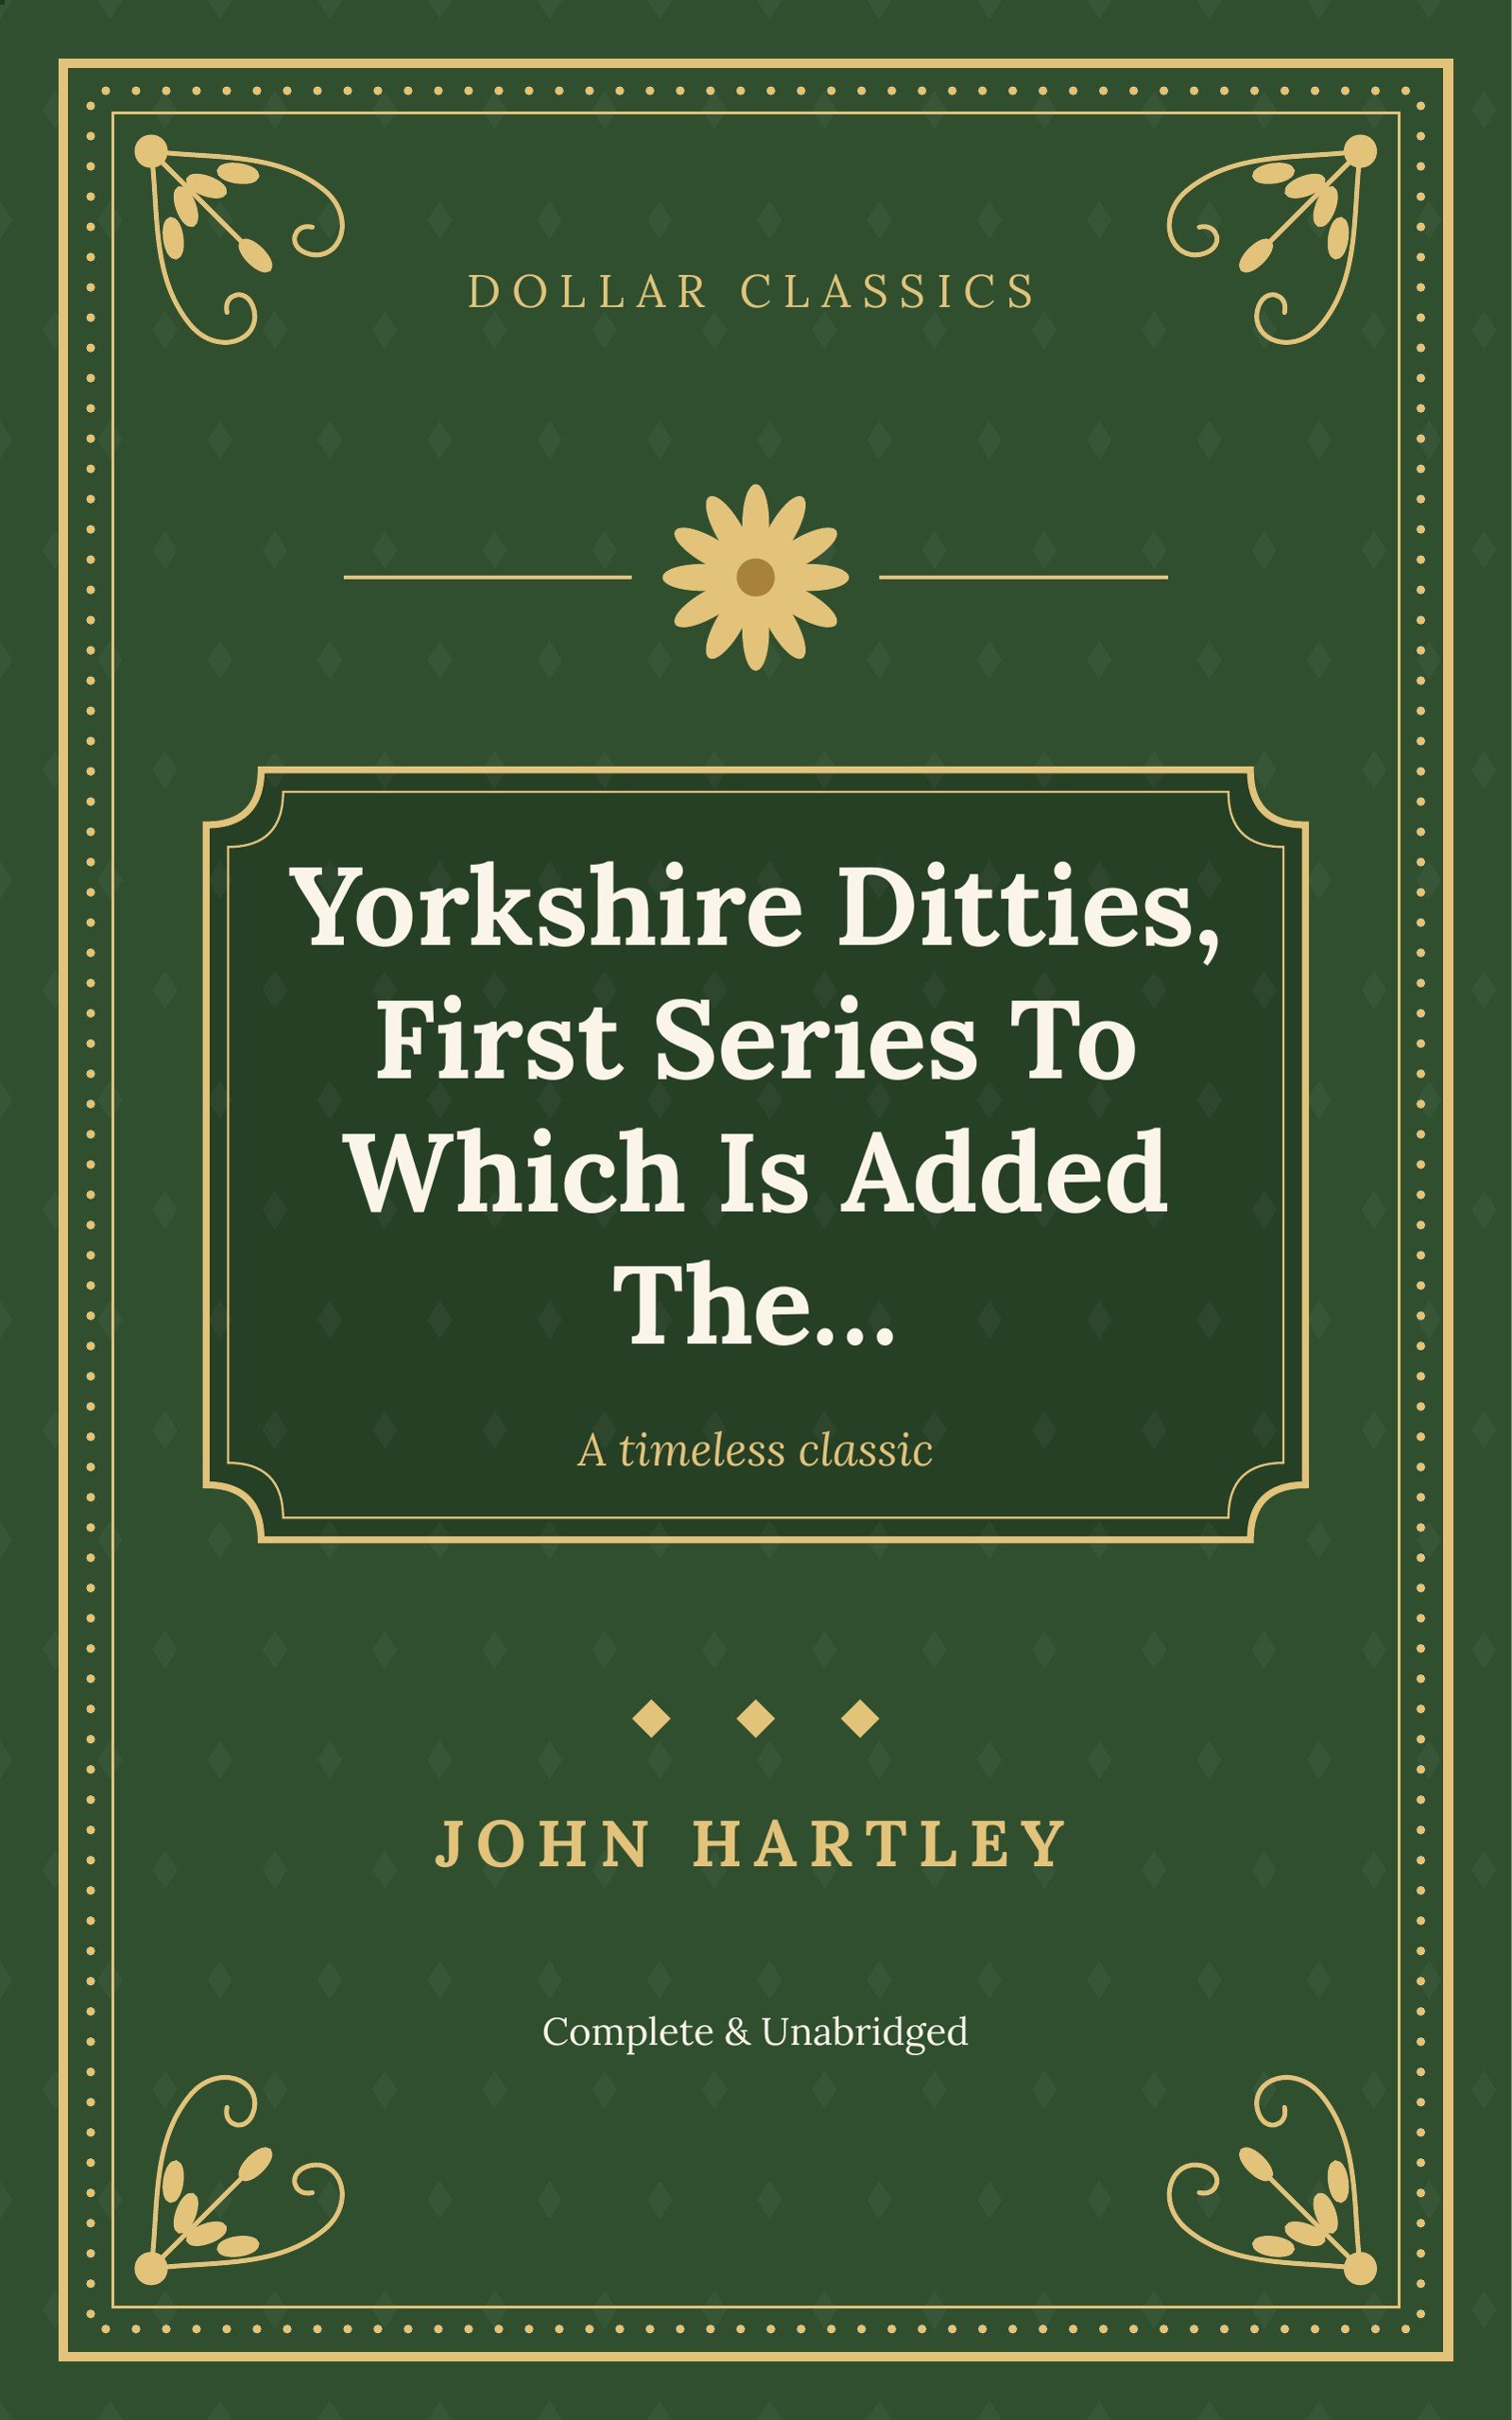 DOLLAR CLASSICS
Yorkshire Ditties,
First Series To
Which Is Added
The...
A timeless classic
JOHN HARTLEY
Complete & Unabridged